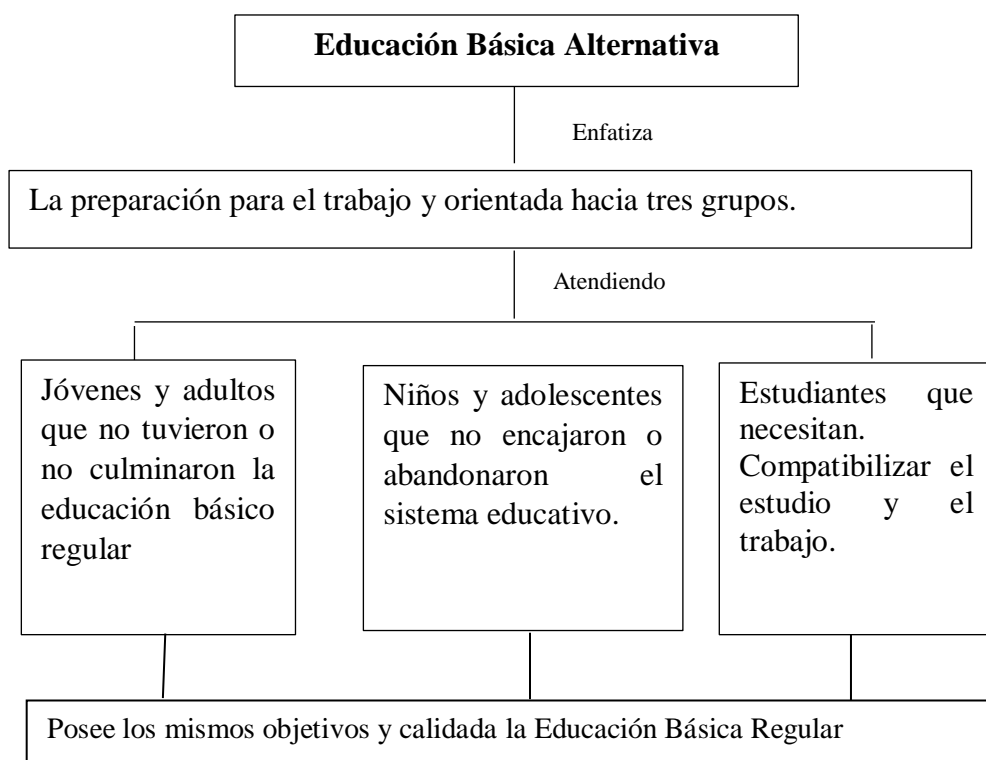 Educación Básica Alternativa
Enfatiza
La preparación para el trabajo y orientada hacia tres grupos.
Atendiendo
Jóvenes y adultos
que no tuvieron o
no culminaron la
educación básico
regular
Niños y adolescentes
que no encajaron o
abandonaron el
sistema educativo.
Estudiantes que
necesitan.
Compatibilizar el
estudio y el
trabajo.
Posee los mismos objetivos y calidada la Educación Básica Regular